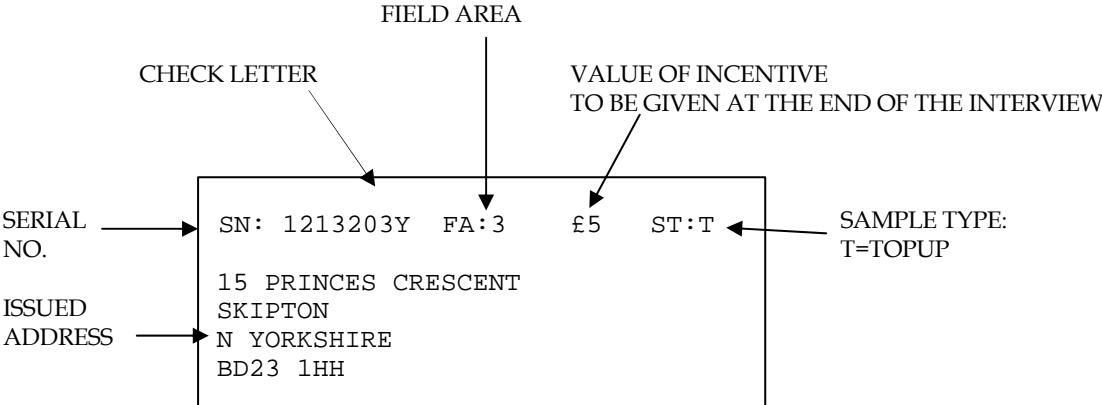 FIELD AREA
CHECK LETTER
VALUE OF INCENTIVE
TO BE GIVEN AT THE END OF THE INTERVIEW
SERIAL
NO.
SN: 1213203Y FA:3 £5 ST:T
SAMPLE TYPE:
T=TOPUP
ISSUED
ADDRESS
15 PRINCES CRESCENT
SKIPTON
N YORKSHIRE
BD23 1HH